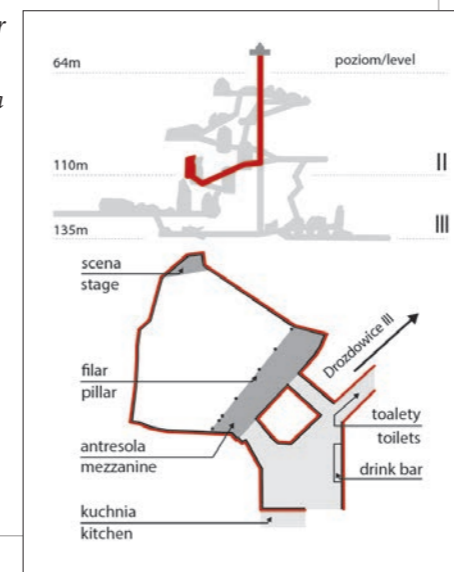 r
64m
poziom/level
a
110m
II
III
135m
scena
stage
Drozdowice III
filar
pillar
toalety
toilets
antresola
mezzanine
drink bar
kuchnia
kitchen